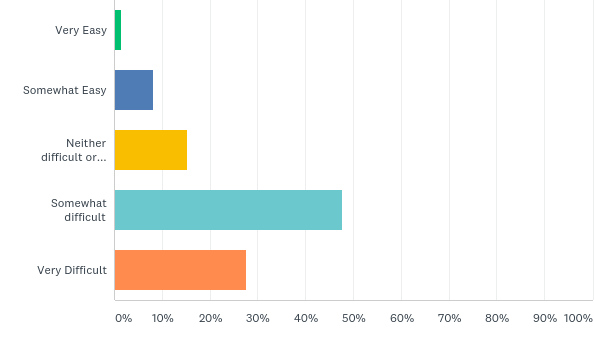 Very Easy
Somewhat Easy
Neither
difficult or...
Somewhat
difficult
Very Difficult
0% 10% 20% 30% 40% 50% 60% 70% 80% 90% 100%